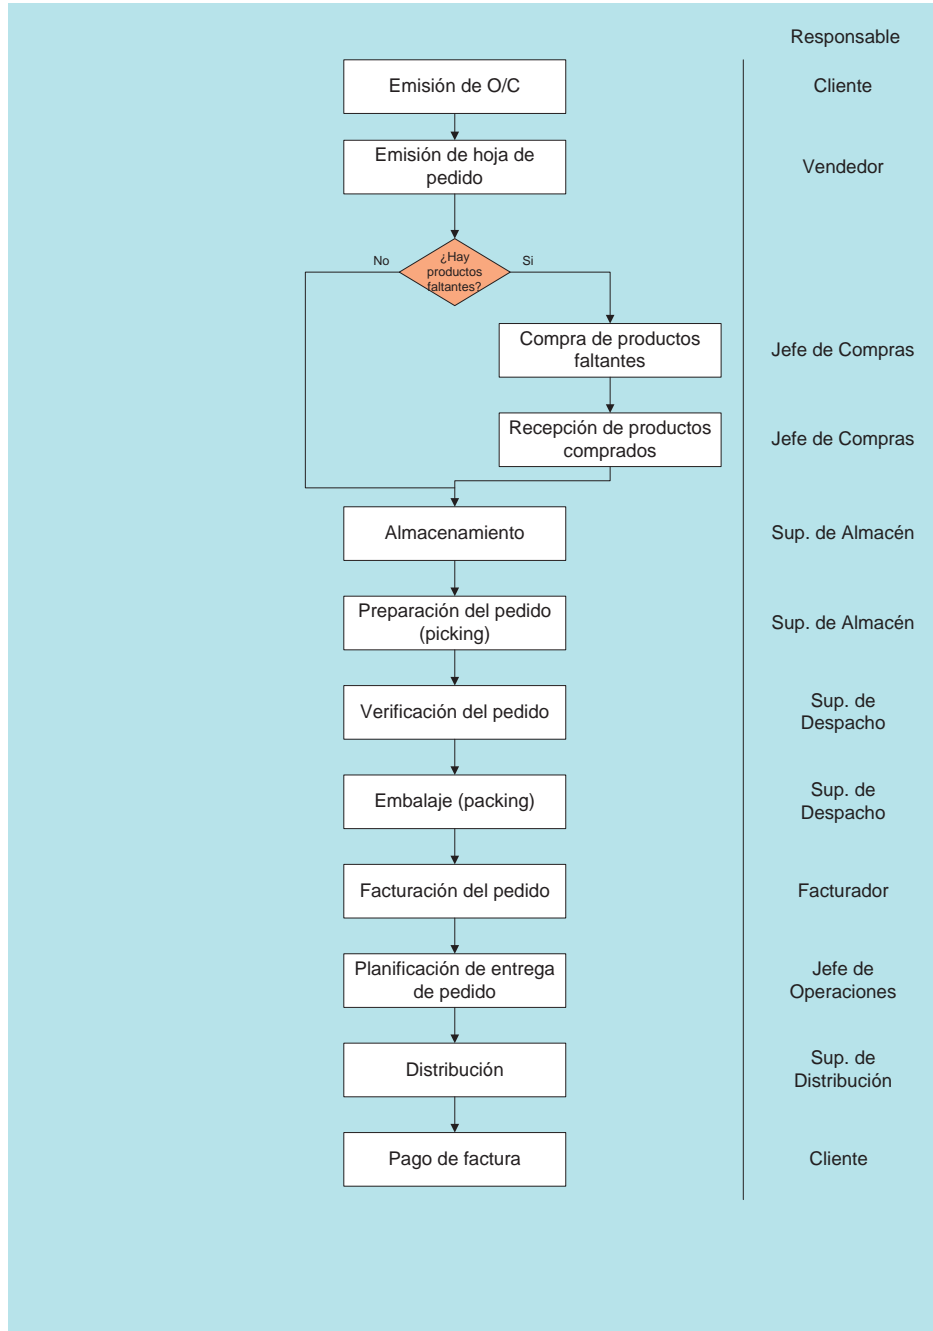 Responsable
Emisión de O/C
Cliente
Emisión de hoja de
pedido
Vendedor
¿Hay
productos
faltantes?
No
Si
Compra de productos
faltantes
Jefe de Compras
Recepción de productos
comprados
Jefe de Compras
Almacenamiento
Sup. de Almacén
Preparación del pedido
(picking)
Sup. de Almacén
Verificación del pedido
Sup. de
Despacho
Embalaje (packing)
Sup. de
Despacho
Facturación del pedido
Facturador
Planificación de entrega
de pedido
Jefe de
Operaciones
Distribución
Sup. de
Distribución
Pago de factura
Cliente